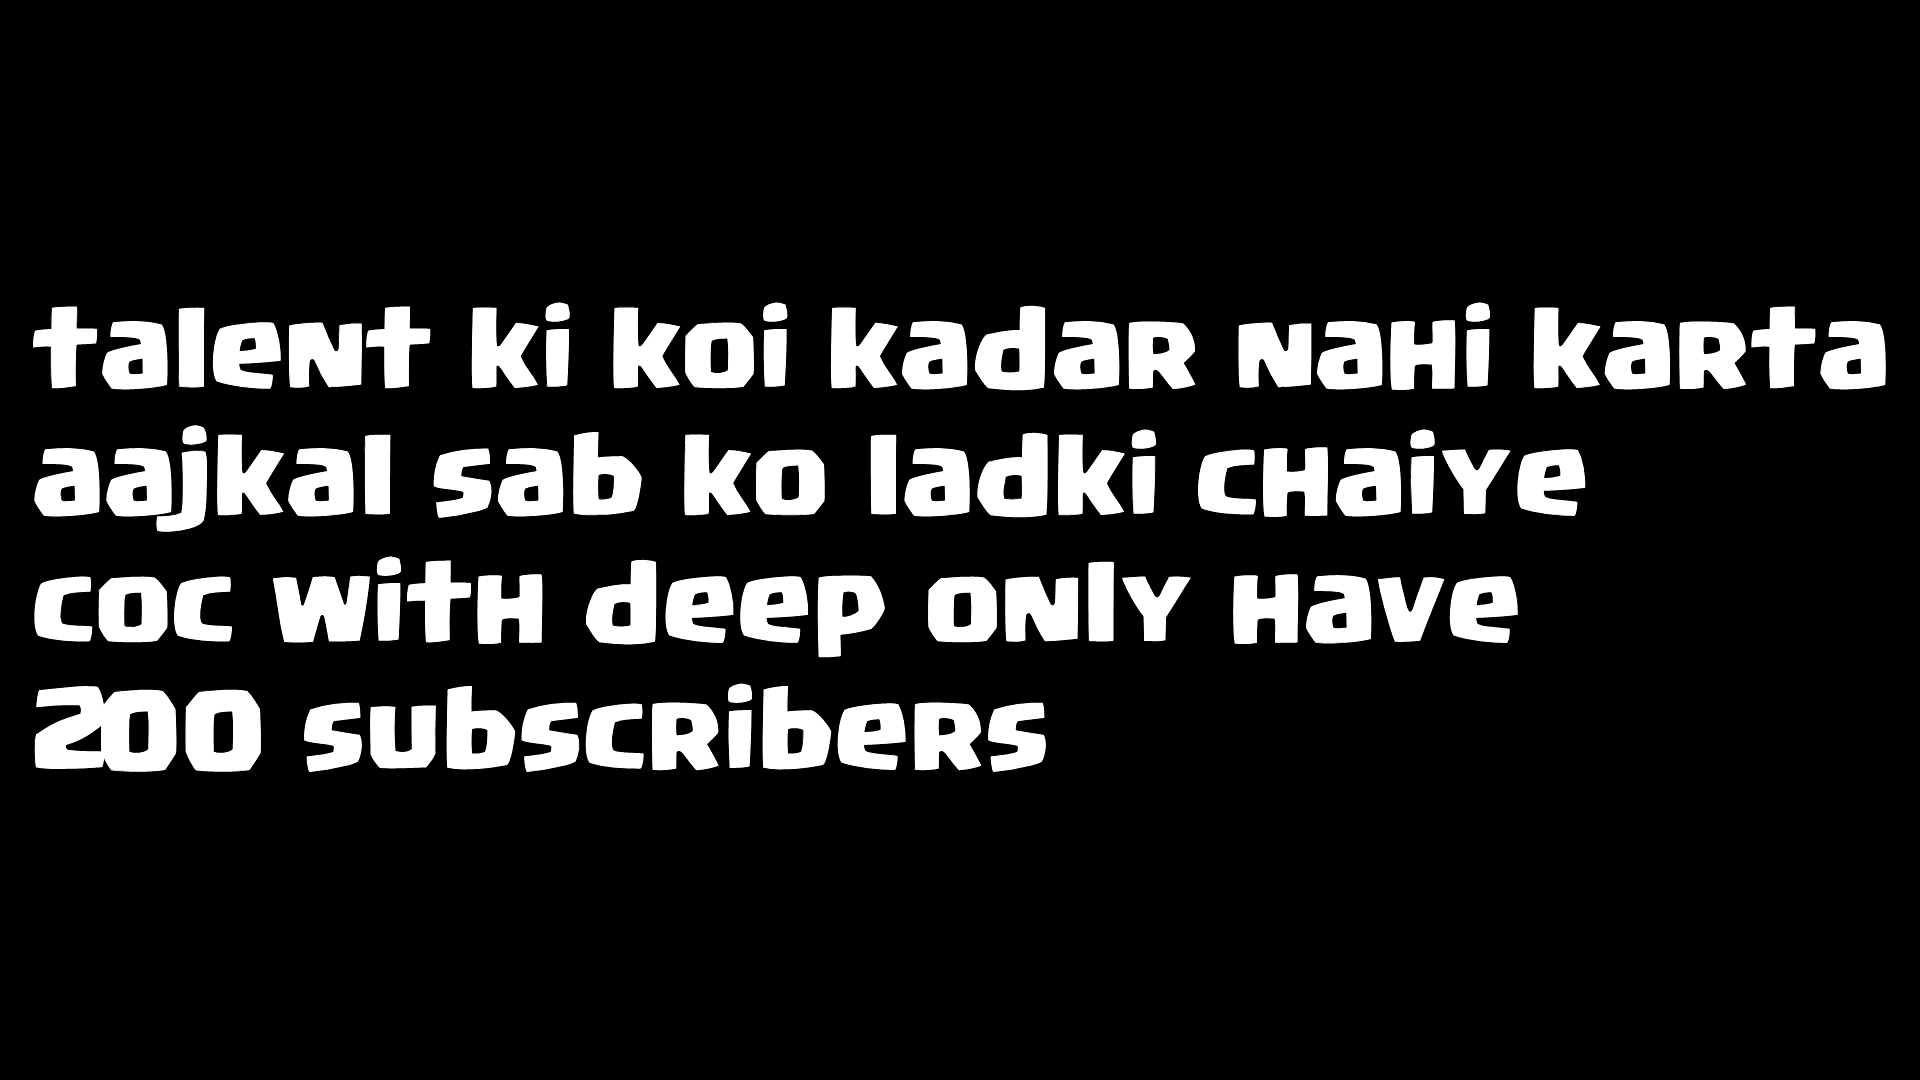 talent ki koi kadar nahi karta
aajkal sab ko ladki chaiye
coc with deep only have
200 subscribers